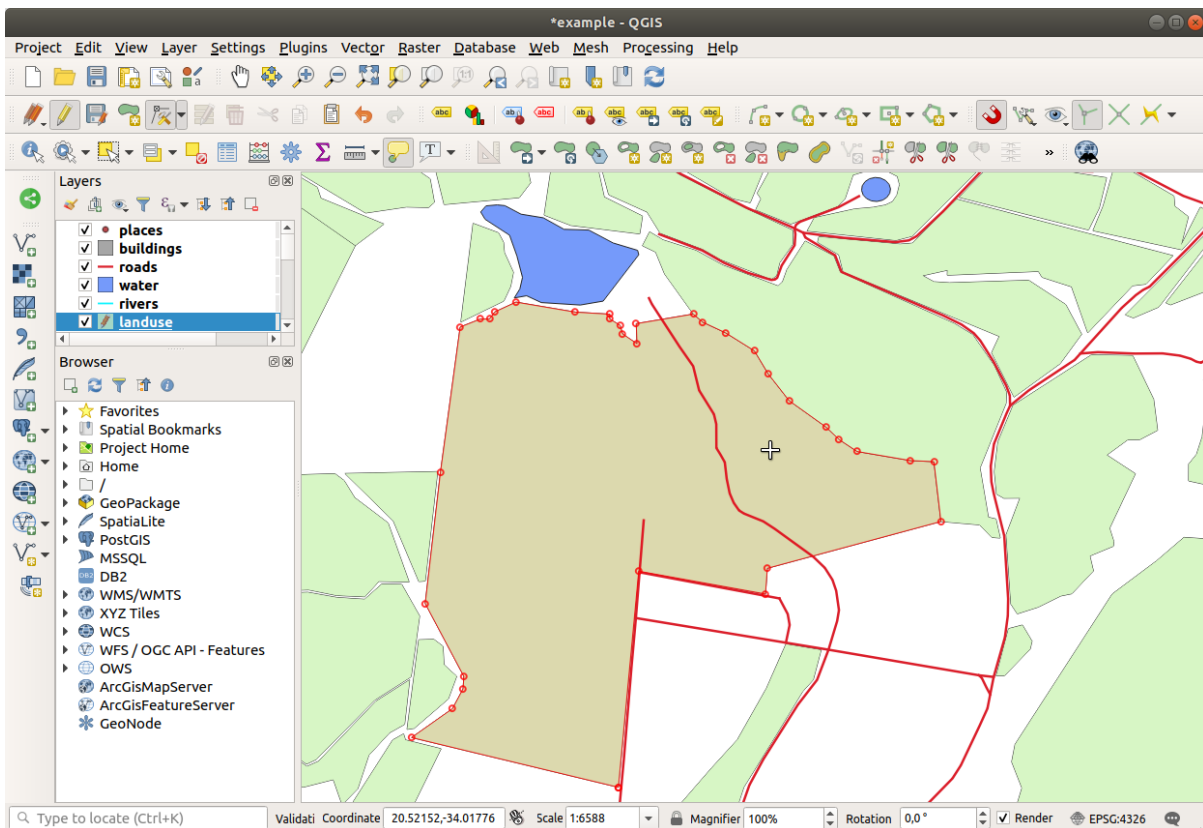 *example - QGIS
Project Edit View Layer Settings Plugins Vector Raster Database Web Mesh Processing Help
Layers
places
buildings
roads
water
rivers
landuse
Browser
Favorites
Spatial Bookmarks
Project Home
Home
/
GeoPackage
SpatiaLite
PostGIS
MSSQL
DB2
WMS/WMTS
XYZ Tiles
WCS
WFS / OGC API - Features
OWS
ArcGisMapServer
ArcGisFeatureServer
GeoNode
Type to locate (Ctrl+K) Validati Coordinate 20.52152,-34.01776 Scale 1:6588 Magnifier 100% Rotation 0,0 ° Render EPSG:4326